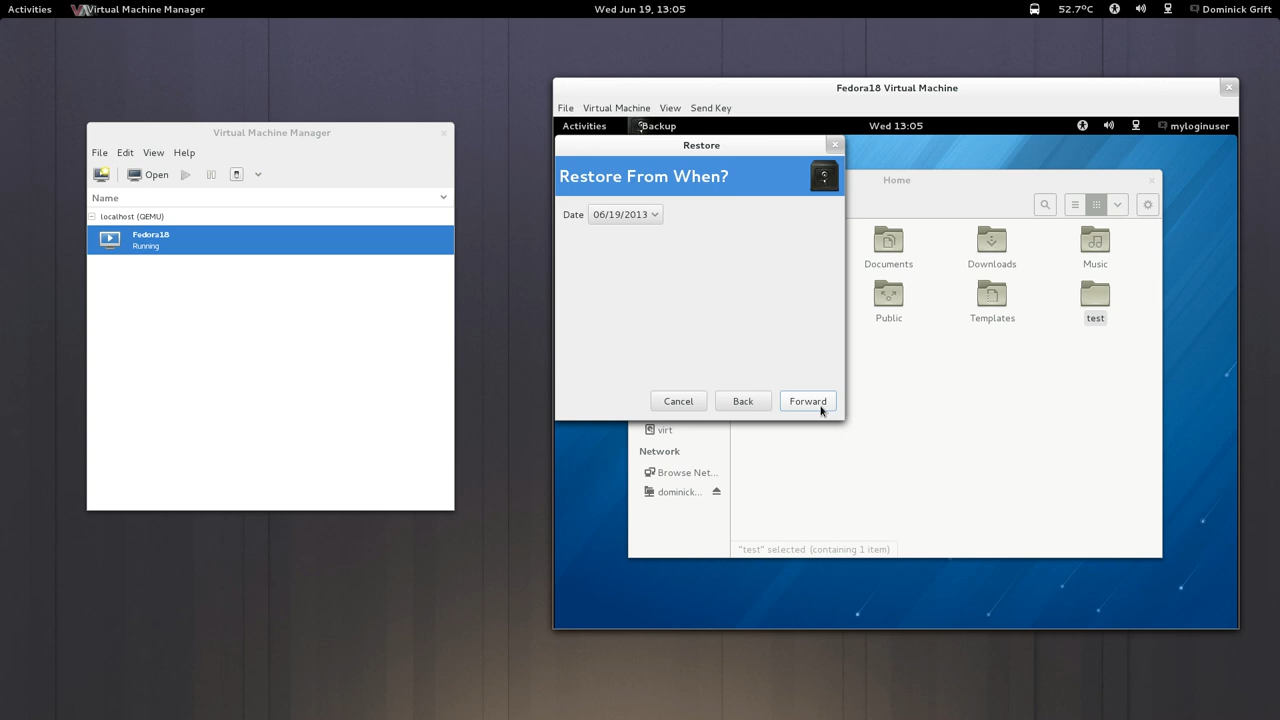 Activities Virtual Machine Manager Wed Jun 19, 13:05 52.7°C Dominick Grift
Virtual Machine Manager
File Edit View Help
Open
Name
localhost (QEMU)
Fedora18
Running
Fedora18 Virtual Machine
File Virtual Machine View Send Key
Activities Backup Wed 13:05 myloginuser
Restore
Restore From When?
Date 06/19/2013
Cancel Back Forward
Home
Documents Downloads Music
Public Templates test
virt
Network
Browse Net...
dominick...
"test" selected (containing 1 item)